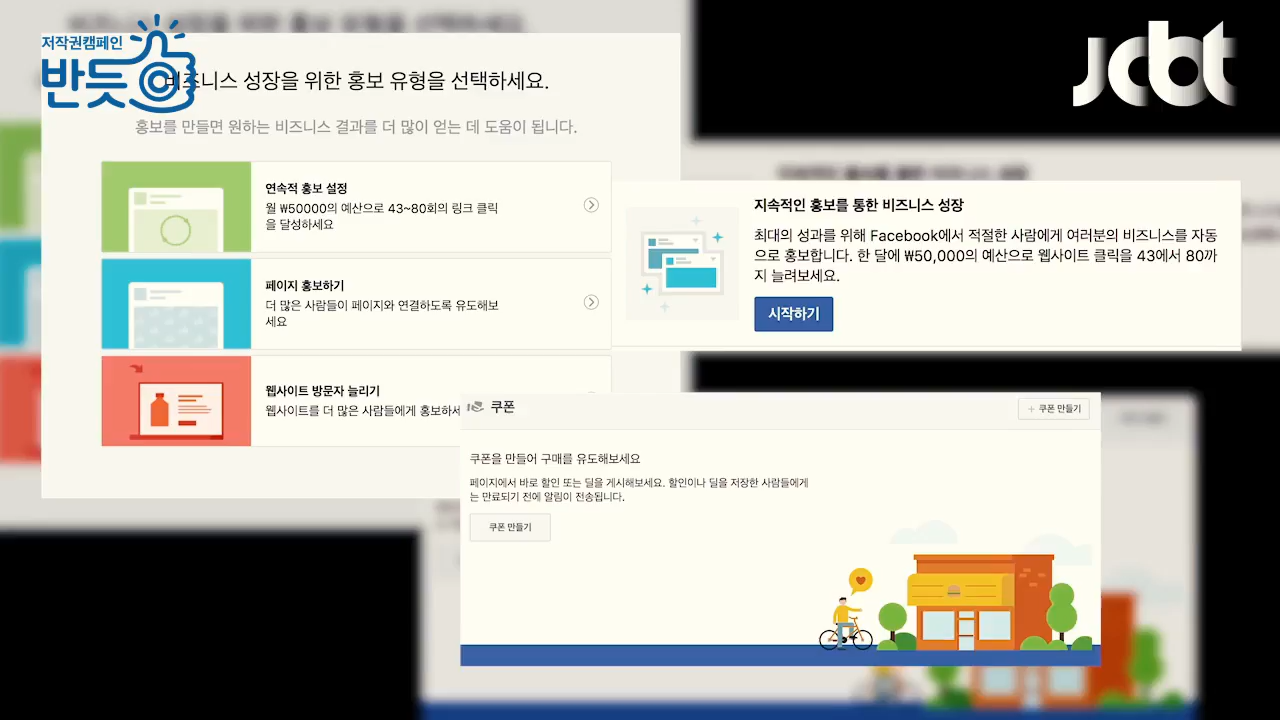 저작권캠페인
반듯
jcbt
비즈니스 성장을 위한 홍보 유형을 선택하세요.
홍보를 만들면 원하는 비즈니스 결과를 더 많이 얻는 데 도움이 됩니다.
연속적 홍보 설정
월 ₩50000의 예산으로 43~80회의 링크 클릭
을 달성하세요
페이지 홍보하기
더 많은 사람들이 페이지와 연결하도록 유도해보
세요
웹사이트 방문자 늘리기
웹사이트를 더 많은 사람들에게 홍보하세
지속적인 홍보를 통한 비즈니스 성장
최대의 성과를 위해 Facebook에서 적절한 사람에게 여러분의 비즈니스를 자동
으로 홍보합니다. 한 달에 ₩50,000의 예산으로 웹사이트 클릭을 43에서 80까
지 늘려보세요.
시작하기
쿠폰
+ 쿠폰 만들기
쿠폰을 만들어 구매를 유도해보세요
페이지에서 바로 할인 또는 딜을 게시해보세요. 할인이나 딜을 저장한 사람들에게
는 만료되기 전에 알림이 전송됩니다.
쿠폰 만들기